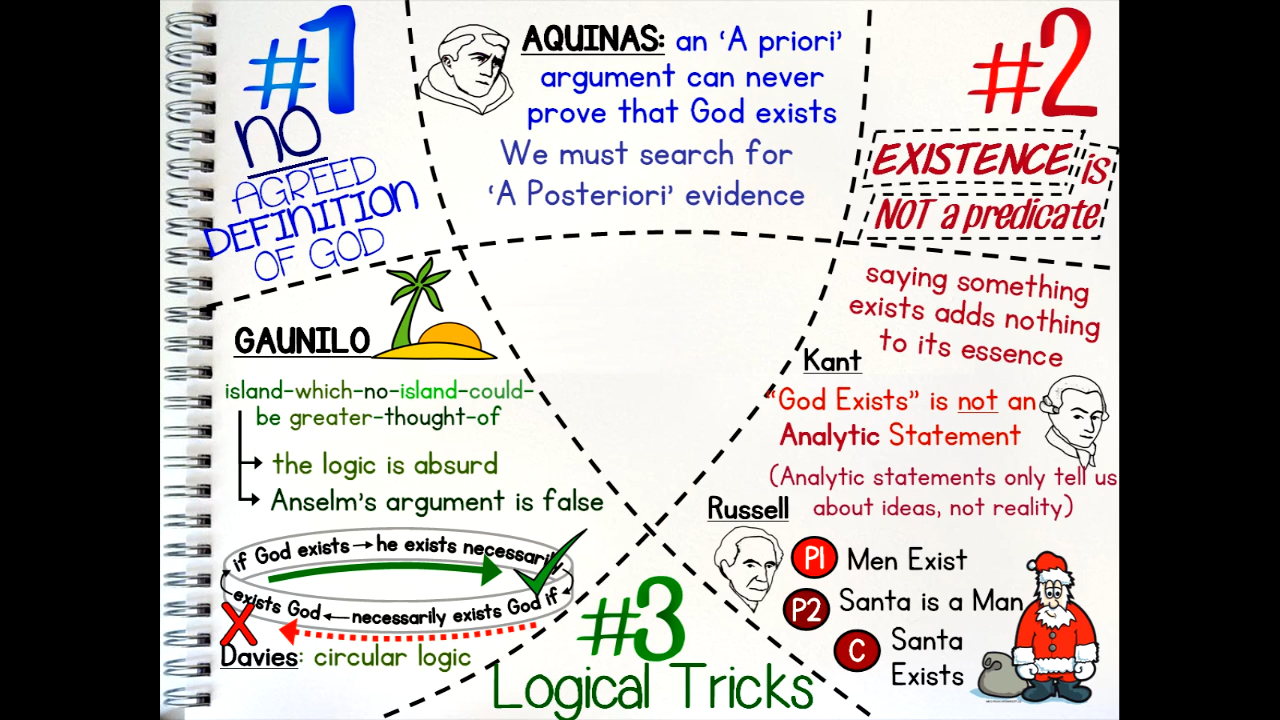 #1
no
AGREED
DEFINITION
OF GOD
AQUINAS: an ‘A priori’
argument can never
prove that God exists
We must search for
‘A Posteriori’ evidence
#2
EXISTENCE is
NOT a predicate
saying something
exists adds nothing
to its essence
Kant
“God Exists” is not an
Analytic Statement
(Analytic statements only tell us
about ideas, not reality)
Russell
P1 Men Exist
P2 Santa is a Man
C Santa
Exists
GAUNILO
island-which-no-island-could-
be greater-thought-of
the logic is absurd
Anselm’s argument is false
if God exists → he exists necessarily
exists God ← necessarily exists God if
Davies: circular logic
#3
Logical Tricks